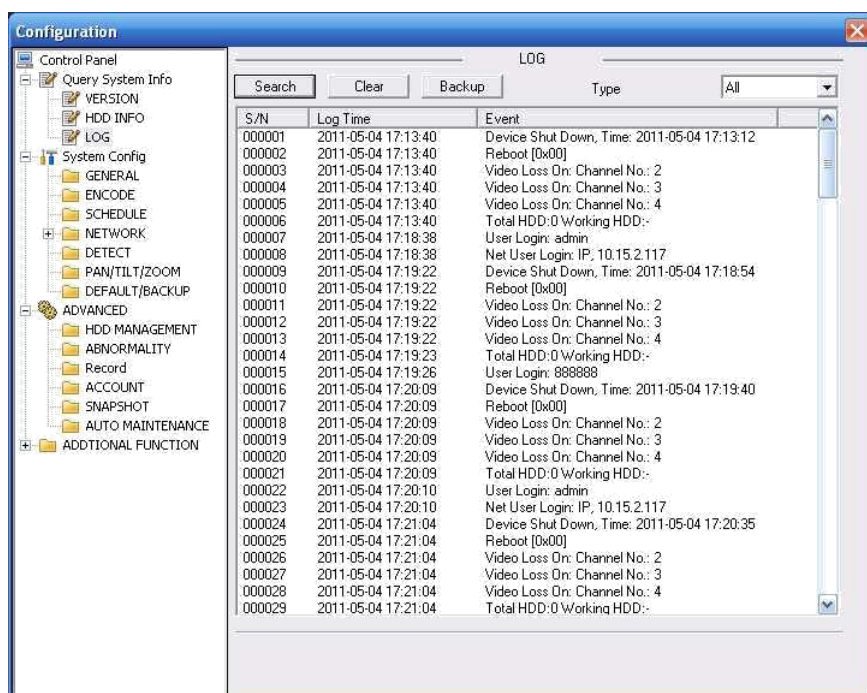 Configuration
Control Panel
Query System Info
VERSION
HDD INFO
LOG
System Config
GENERAL
ENCODE
SCHEDULE
NETWORK
DETECT
PAN/TILT/ZOOM
DEFAULT/BACKUP
ADVANCED
HDD MANAGEMENT
ABNORMALITY
Record
ACCOUNT
SNAPSHOT
AUTO MAINTENANCE
ADDTIONAL FUNCTION
LOG
Search Clear Backup Type All
S/N Log Time Event
000001 2011-05-04 17:13:40 Device Shut Down, Time: 2011-05-04 17:13:12
000002 2011-05-04 17:13:40 Reboot [0x00]
000003 2011-05-04 17:13:40 Video Loss On: Channel No.: 2
000004 2011-05-04 17:13:40 Video Loss On: Channel No.: 3
000005 2011-05-04 17:13:40 Video Loss On: Channel No.: 4
000006 2011-05-04 17:13:40 Total HDD:0 Working HDD:-
000007 2011-05-04 17:18:38 User Login: admin
000008 2011-05-04 17:18:38 Net User Login: IP, 10.15.2.117
000009 2011-05-04 17:19:22 Device Shut Down, Time: 2011-05-04 17:18:54
000010 2011-05-04 17:19:22 Reboot [0x00]
000011 2011-05-04 17:19:22 Video Loss On: Channel No.: 2
000012 2011-05-04 17:19:22 Video Loss On: Channel No.: 3
000013 2011-05-04 17:19:22 Video Loss On: Channel No.: 4
000014 2011-05-04 17:19:23 Total HDD:0 Working HDD:-
000015 2011-05-04 17:19:26 User Login: 888888
000016 2011-05-04 17:20:09 Device Shut Down, Time: 2011-05-04 17:19:40
000017 2011-05-04 17:20:09 Reboot [0x00]
000018 2011-05-04 17:20:09 Video Loss On: Channel No.: 2
000019 2011-05-04 17:20:09 Video Loss On: Channel No.: 3
000020 2011-05-04 17:20:09 Video Loss On: Channel No.: 4
000021 2011-05-04 17:20:09 Total HDD:0 Working HDD:-
000022 2011-05-04 17:20:10 User Login: admin
000023 2011-05-04 17:20:10 Net User Login: IP, 10.15.2.117
000024 2011-05-04 17:21:04 Device Shut Down, Time: 2011-05-04 17:20:35
000025 2011-05-04 17:21:04 Reboot [0x00]
000026 2011-05-04 17:21:04 Video Loss On: Channel No.: 2
000027 2011-05-04 17:21:04 Video Loss On: Channel No.: 3
000028 2011-05-04 17:21:04 Video Loss On: Channel No.: 4
000029 2011-05-04 17:21:04 Total HDD:0 Working HDD:-